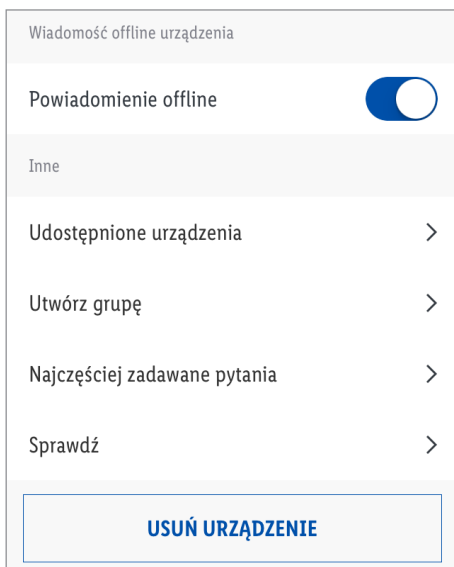 Wiadomość offline urządzenia
Powiadomienie offline
Inne
Udostępnione urządzenia
Utwórz grupę
Najczęściej zadawane pytania
Sprawdź
USUŃ URZĄDZENIE